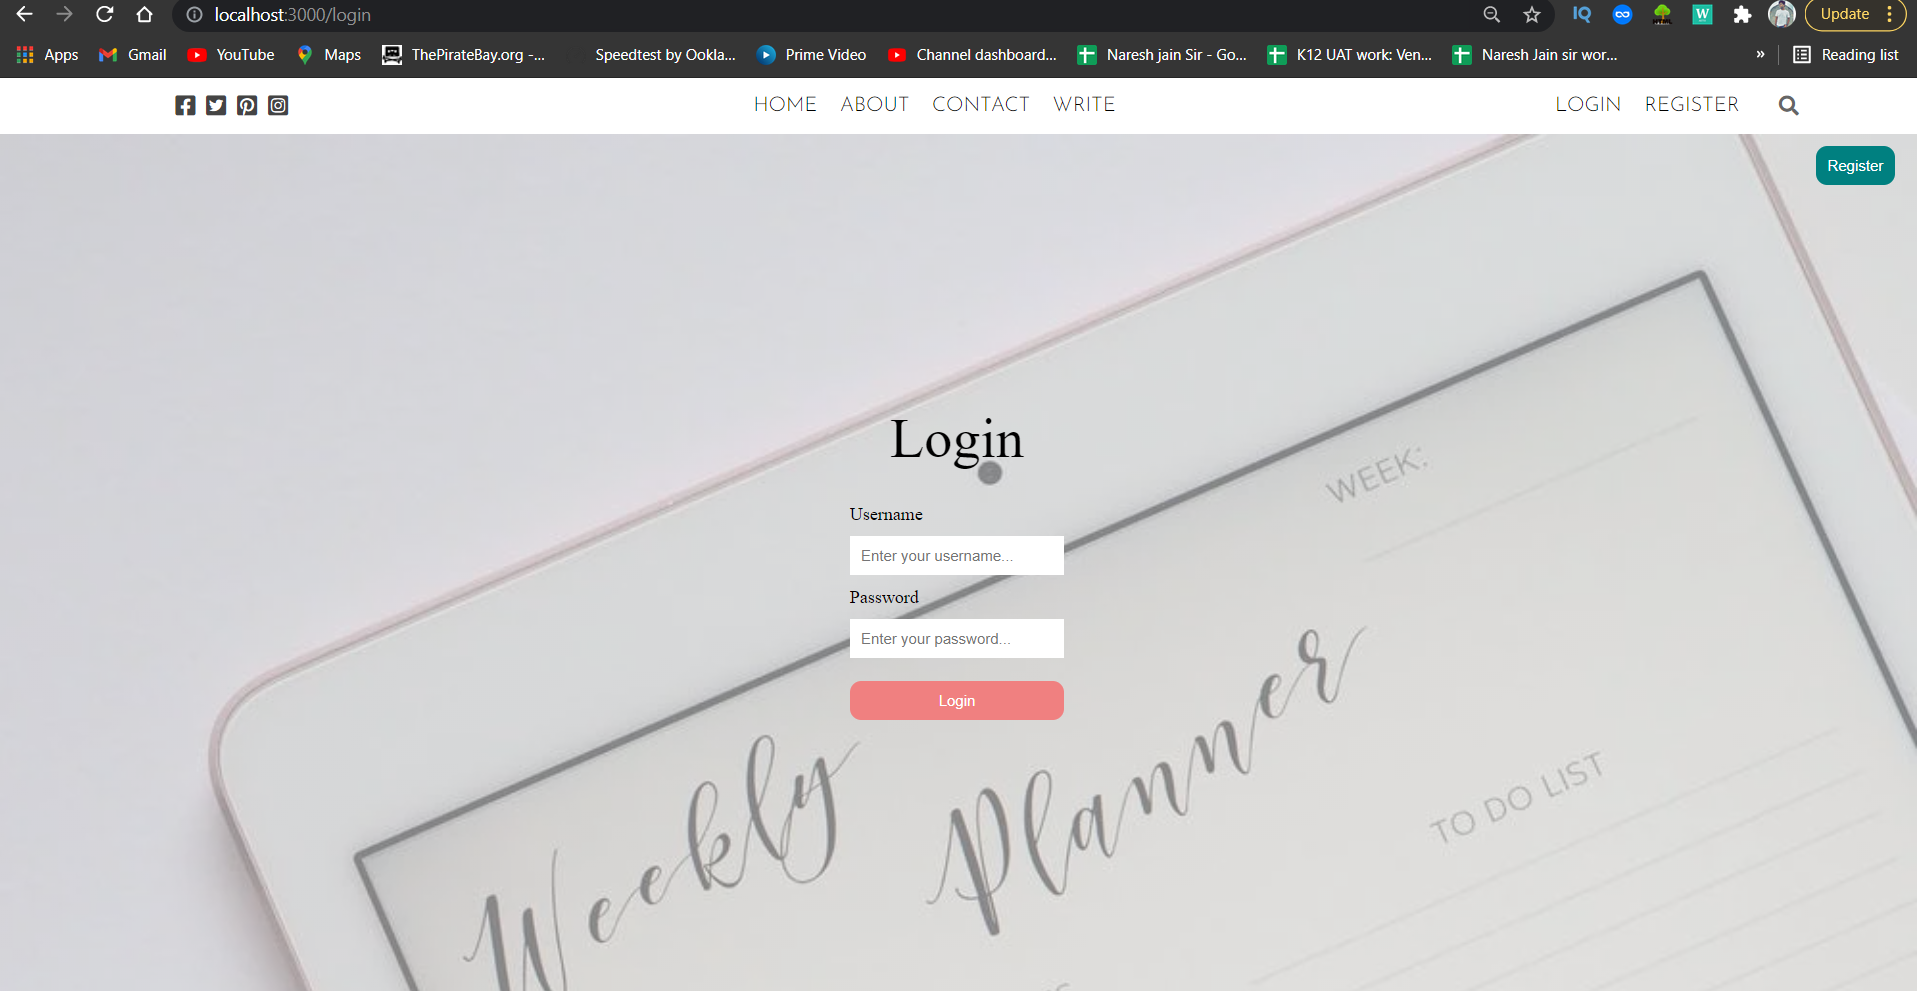 localhost:3000/login
Update
Apps Gmail YouTube Maps ThePirateBay.org -... Speedtest by Ookla... Prime Video Channel dashboard... Naresh jain Sir - Go... K12 UAT work: Ven... Naresh Jain sir wor... » Reading list
HOME ABOUT CONTACT WRITE LOGIN REGISTER
Register
Login
WEEK:
Username
Enter your username...
Password
Enter your password...
Login
Weekly Planner
TO DO LIST